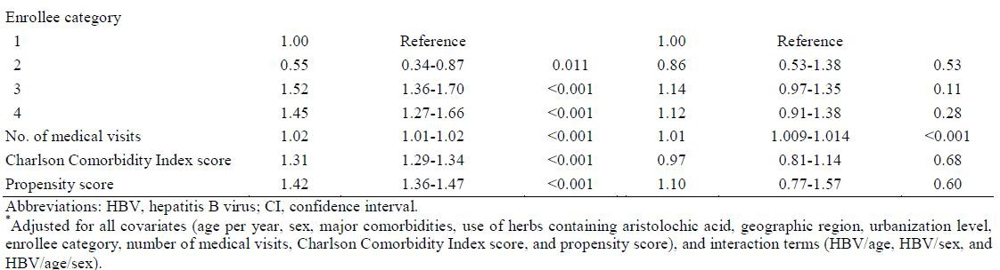 Enrollee category
1 1.00 Reference 1.00 Reference
2 0.55 0.34-0.87 0.011 0.86 0.53-1.38 0.53
3 1.52 1.36-1.70 <0.001 1.14 0.97-1.35 0.11
4 1.45 1.27-1.66 <0.001 1.12 0.91-1.38 0.28
No. of medical visits 1.02 1.01-1.02 <0.001 1.01 1.009-1.014 <0.001
Charlson Comorbidity Index score 1.31 1.29-1.34 <0.001 0.97 0.81-1.14 0.68
Propensity score 1.42 1.36-1.47 <0.001 1.10 0.77-1.57 0.60
Abbreviations: HBV, hepatitis B virus; CI, confidence interval.
*Adjusted for all covariates (age per year, sex, major comorbidities, use of herbs containing aristolochic acid, geographic region, urbanization level,
enrollee category, number of medical visits, Charlson Comorbidity Index score, and propensity score), and interaction terms (HBV/age, HBV/sex, and
HBV/age/sex).